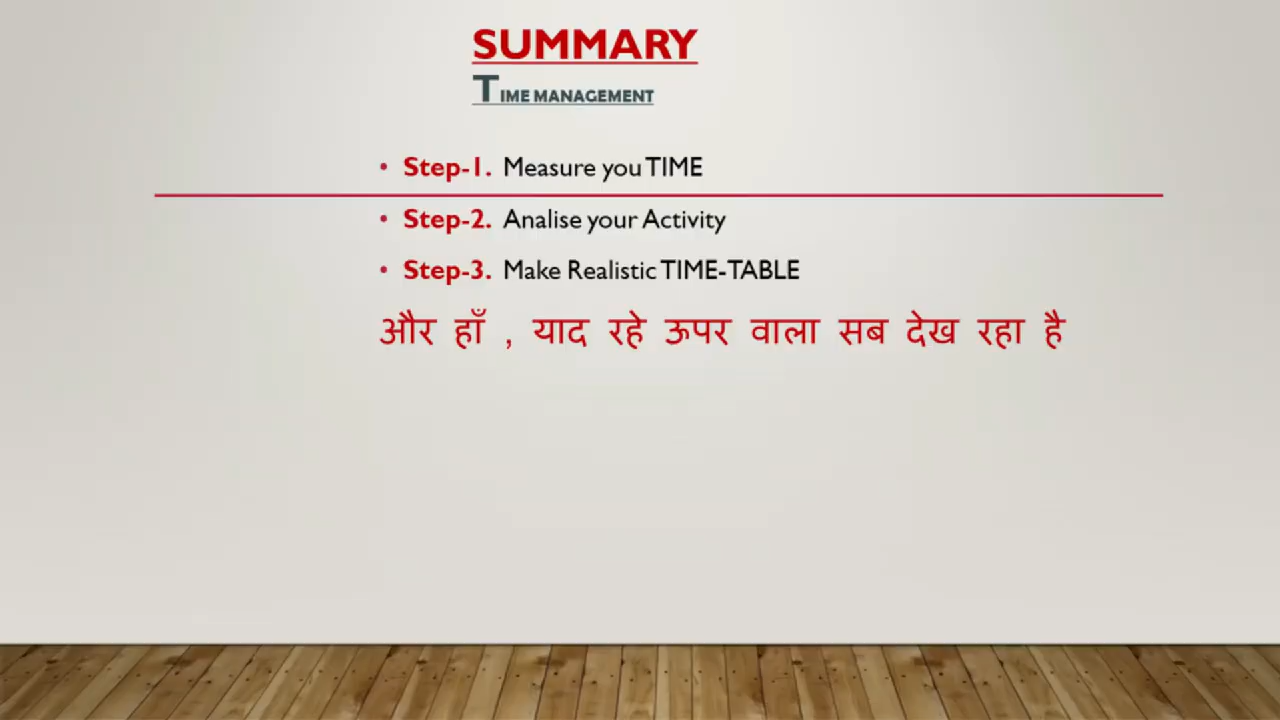 SUMMARY
TIME MANAGEMENT
• Step-1. Measure you TIME
• Step-2. Analise your Activity
• Step-3. Make Realistic TIME-TABLE
और हाँ , याद रहे ऊपर वाला सब देख रहा है